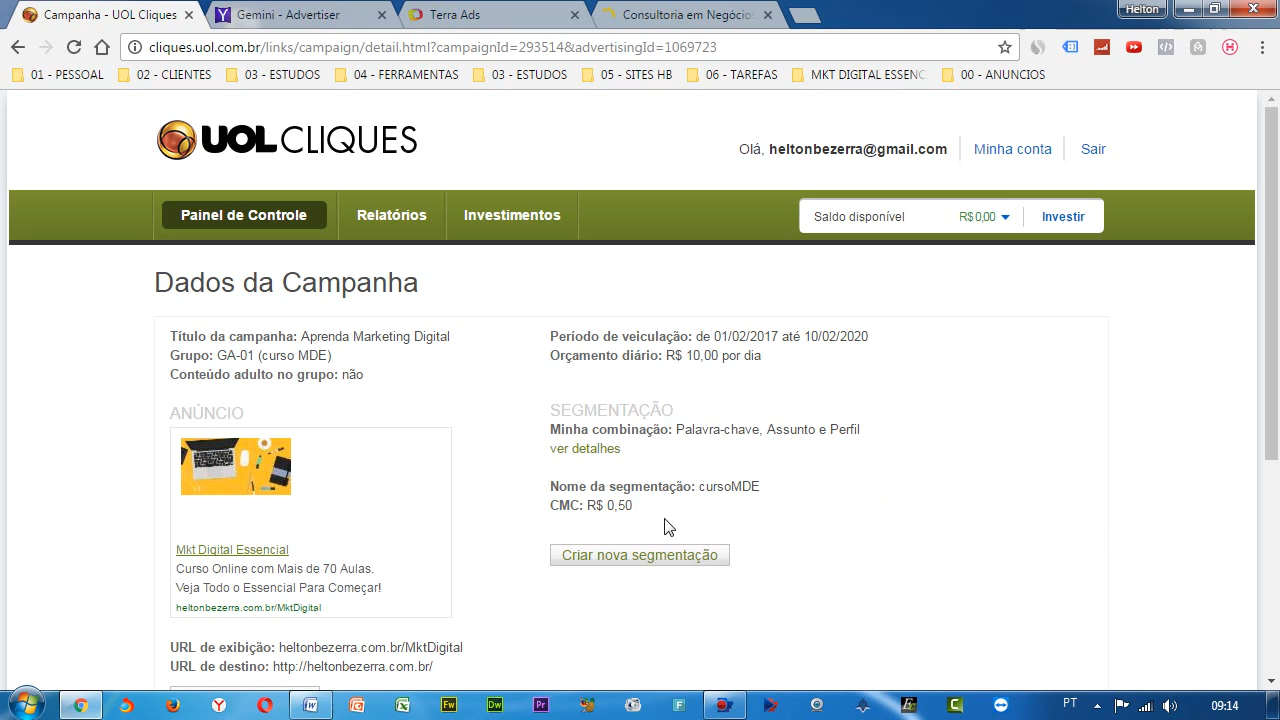 Campanha - UOL Cliques
Gemini - Advertiser
Terra Ads
Consultoria em Negócio
Helton
cliques.uol.com.br/links/campaign/detail.html?campaignId=293514&advertisingId=1069723
01 - PESSOAL
02 - CLIENTES
03 - ESTUDOS
04 - FERRAMENTAS
03 - ESTUDOS
05 - SITES HB
06 - TAREFAS
MKT DIGITAL ESSENC
00 - ANUNCIOS
UOL CLIQUES
Olá, heltonbezerra@gmail.com
Minha conta
Sair
Painel de Controle
Relatórios
Investimentos
Saldo disponível
R$ 0,00
Investir
Dados da Campanha
Título da campanha: Aprenda Marketing Digital
Grupo: GA-01 (curso MDE)
Conteúdo adulto no grupo: não
Período de veiculação: de 01/02/2017 até 10/02/2020
Orçamento diário: R$ 10,00 por dia
ANÚNCIO
Mkt Digital Essencial
Curso Online com Mais de 70 Aulas.
Veja Todo o Essencial Para Começar!
heltonbezerra.com.br/MktDigital
SEGMENTAÇÃO
Minha combinação: Palavra-chave, Assunto e Perfil
ver detalhes
Nome da segmentação: cursoMDE
CMC: R$ 0,50
Criar nova segmentação
URL de exibição: heltonbezerra.com.br/MktDigital
URL de destino: http://heltonbezerra.com.br/
Fw
Dw
Pr
F
PT
09:14